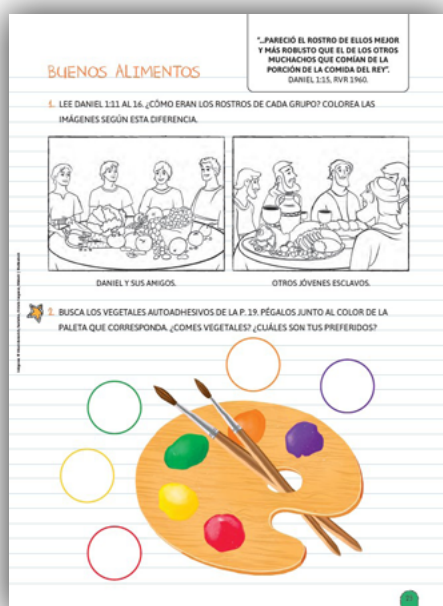 "...PARECIÓ EL ROSTRO DE ELLOS MEJOR
Y MÁS ROBUSTO QUE EL DE LOS OTROS
MUCHACHOS QUE COMÍAN DE LA
PORCIÓN DE LA COMIDA DEL REY".
DANIEL 1:15, RVR 1960.
BUENOS ALIMENTOS
1. LEE DANIEL 1:11 AL 16. ¿CÓMO ERAN LOS ROSTROS DE CADA GRUPO? COLOREA LAS
IMÁGENES SEGÚN ESTA DIFERENCIA.
DANIEL Y SUS AMIGOS.
OTROS JÓVENES ESCLAVOS.
2. BUSCA LOS VEGETALES AUTOADHESIVOS DE LA P. 19. PÉGALOS JUNTO AL COLOR DE LA
PALETA QUE CORRESPONDA. ¿COMES VEGETALES? ¿CUÁLES SON TUS PREFERIDOS?